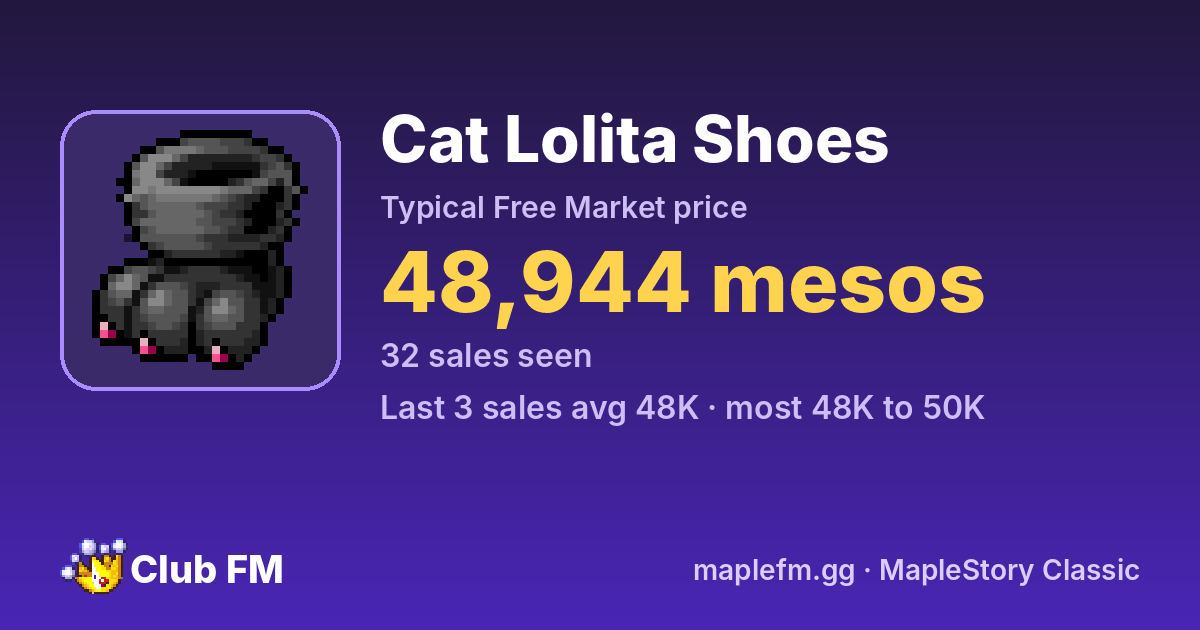 Cat Lolita Shoes
Typical Free Market price
48,944 mesos
32 sales seen
Last 3 sales avg 48K · most 48K to 50K
Club FM
maplefm.gg · MapleStory Classic